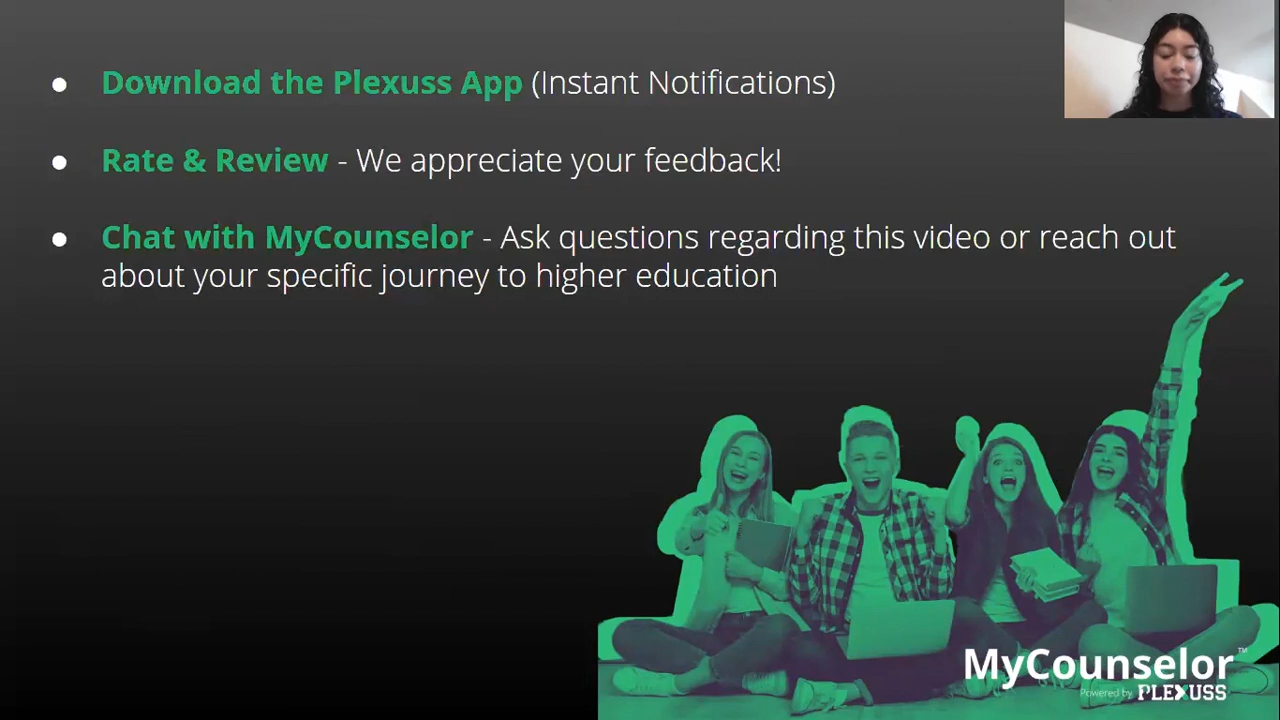 ● Download the Plexuss App (Instant Notifications)
● Rate & Review - We appreciate your feedback!
● Chat with MyCounselor - Ask questions regarding this video or reach out
about your specific journey to higher education
MyCounselor™
Powered by PLEXUSS